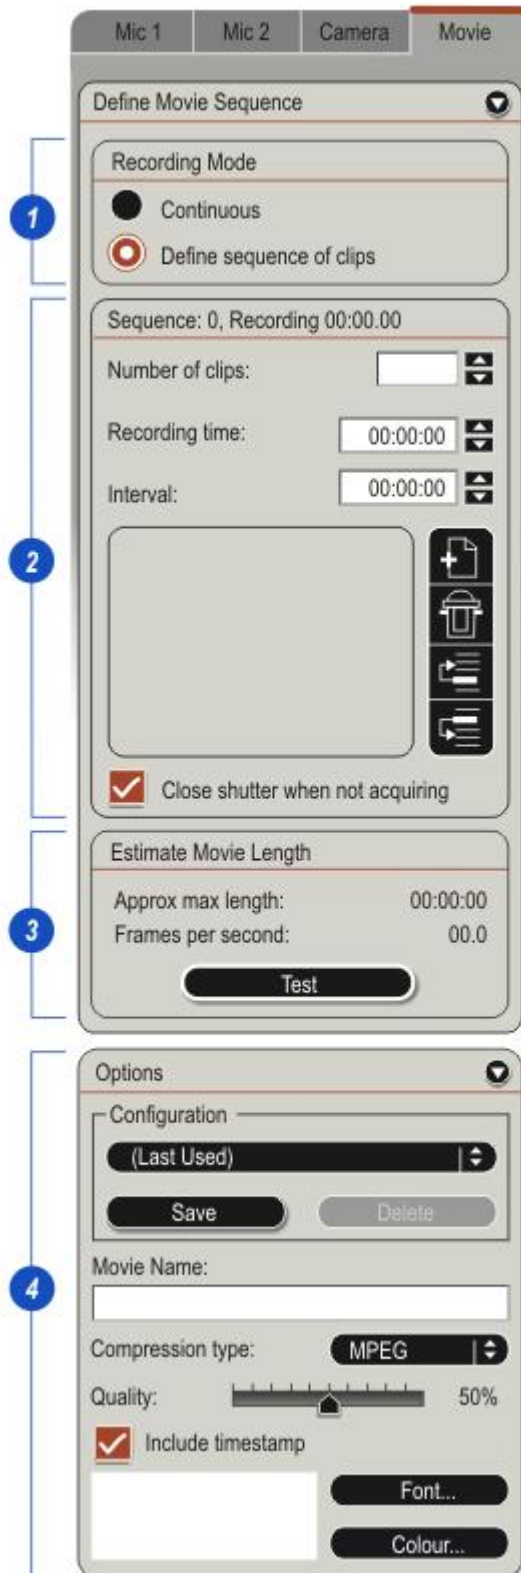 Mic 1 Mic 2 Camera Movie
Define Movie Sequence
1
Recording Mode
Continuous
Define sequence of clips
2
Sequence: 0, Recording 00:00.00
Number of clips:
Recording time: 00:00:00
Interval: 00:00:00
Close shutter when not acquiring
3
Estimate Movie Length
Approx max length: 00:00:00
Frames per second: 00.0
Test
4
Options
Configuration
(Last Used)
Save Delete
Movie Name:
Compression type: MPEG
Quality: 50%
Include timestamp
Font...
Colour...